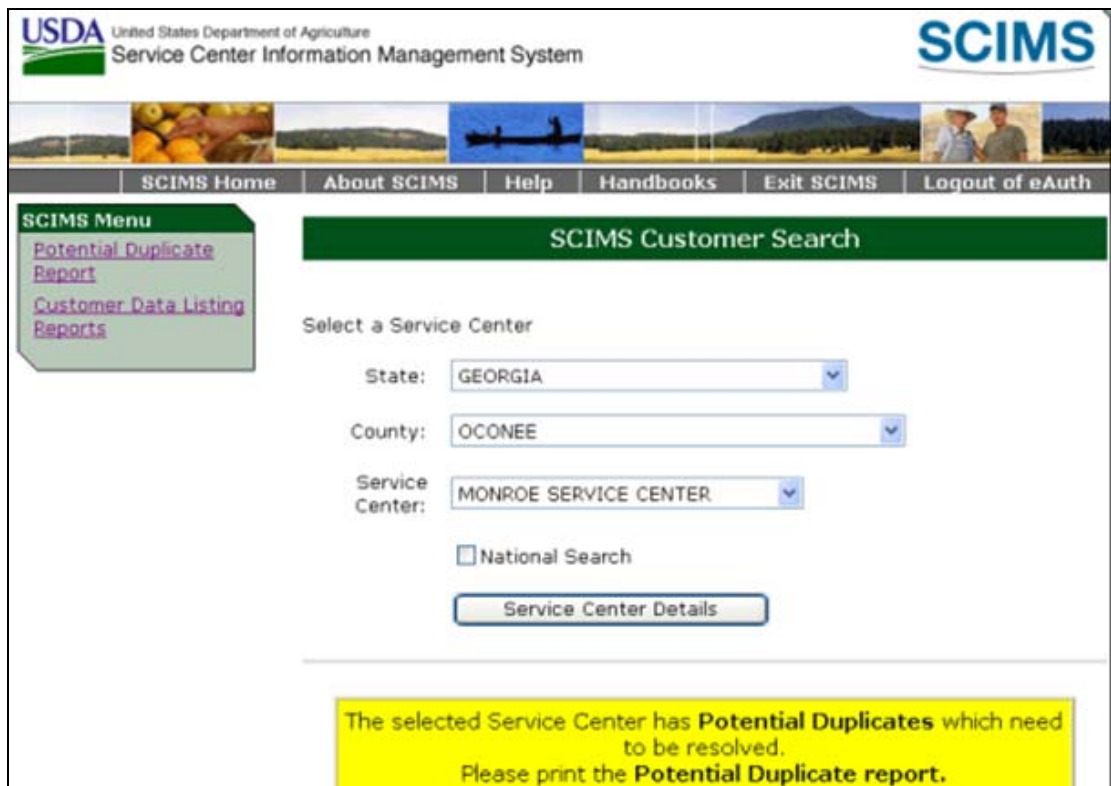 USDA United States Department of Agriculture
Service Center Information Management System
SCIMS
SCIMS Home About SCIMS Help Handbooks Exit SCIMS Logout of eAuth
SCIMS Menu
Potential Duplicate
Report
Customer Data Listing
Reports
SCIMS Customer Search
Select a Service Center
State: GEORGIA
County: OCONEE
Service
Center: MONROE SERVICE CENTER
National Search
Service Center Details
The selected Service Center has Potential Duplicates which need
to be resolved.
Please print the Potential Duplicate report.